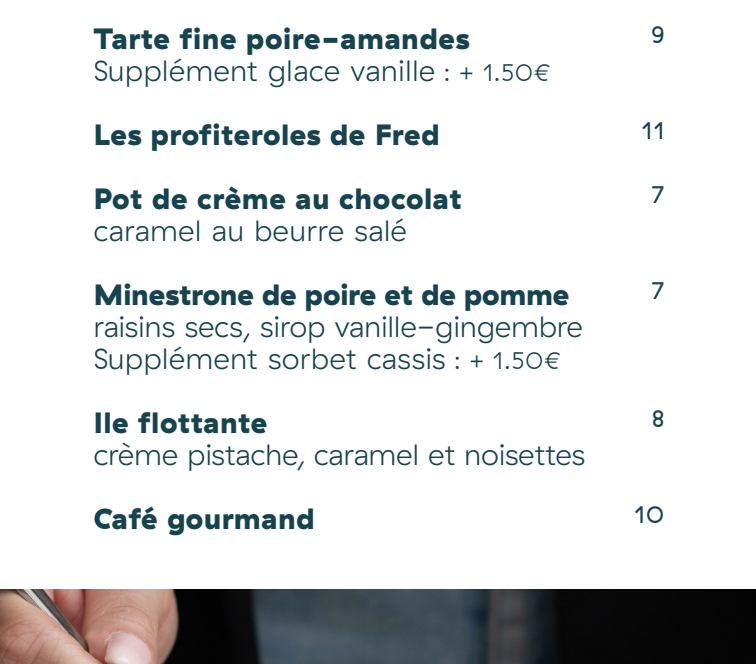 Tarte fine poire-amandes 9
Supplément glace vanille : + 1.50€
Les profiteroles de Fred 11
Pot de crème au chocolat 7
caramel au beurre salé
Minestrone de poire et de pomme 7
raisins secs, sirop vanille-gingembre
Supplément sorbet cassis : + 1.50€
Ile flottante 8
crème pistache, caramel et noisettes
Café gourmand 10